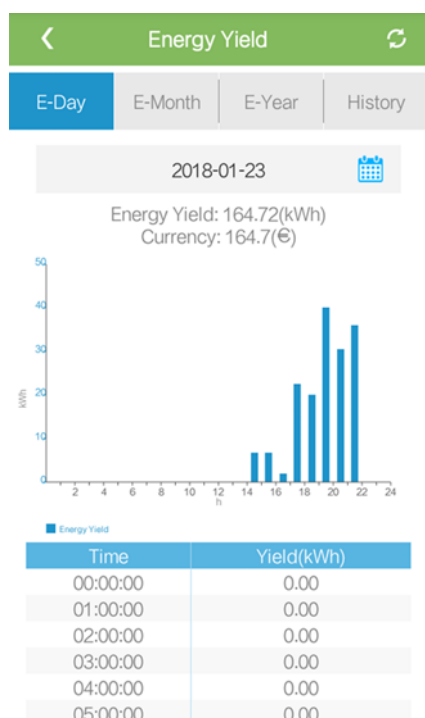 Energy Yield
E-Day E-Month E-Year History
2018-01-23
Energy Yield: 164.72(kWh)
Currency: 164.7(€)
50
40
30
20
10
0
kWh
2 4 6 8 10 12 14 16 18 20 22 24
h
Energy Yield
Time Yield(kWh)
00:00:00 0.00
01:00:00 0.00
02:00:00 0.00
03:00:00 0.00
04:00:00 0.00
05:00:00 0.00